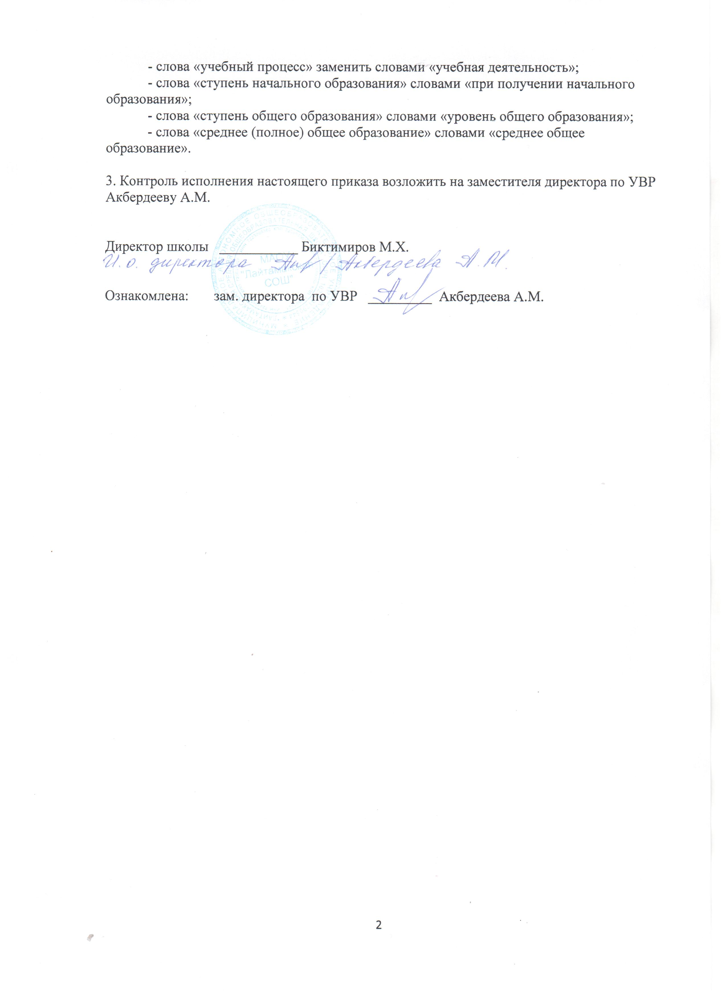 - слова «учебный процесс» заменить словами «учебная деятельность»;
- слова «ступень начального образования» словами «при получении начального
образования»;
- слова «ступень общего образования» словами «уровень общего образования»;
- слова «среднее (полное) общее образование» словами «среднее общее
образование».
3. Контроль исполнения настоящего приказа возложить на заместителя директора по УВР
Акбердееву А.М.
Директор школы ___________ Биктимиров М.Х.
И.о. директора / Акбердеева А.М.
МАОУ
"Лайтамакская
СОШ"
Ознакомлена: зам. директора по УВР _________ Акбердеева А.М.
2